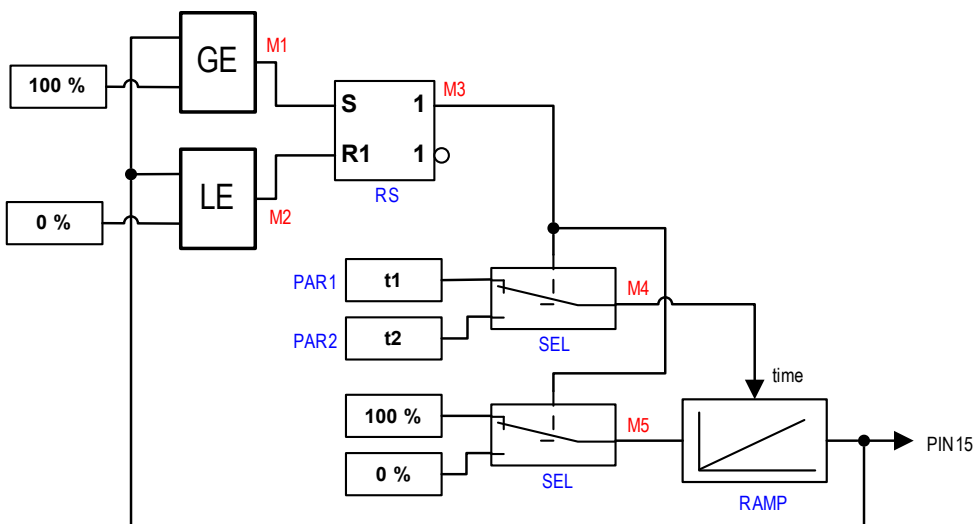 GE
M1
100 %
S 1
M3
R1 1
LE
0 %
M2
RS
PAR1
t1
M4
PAR2
t2
SEL
time
100 %
M5
PIN15
0 %
SEL
RAMP